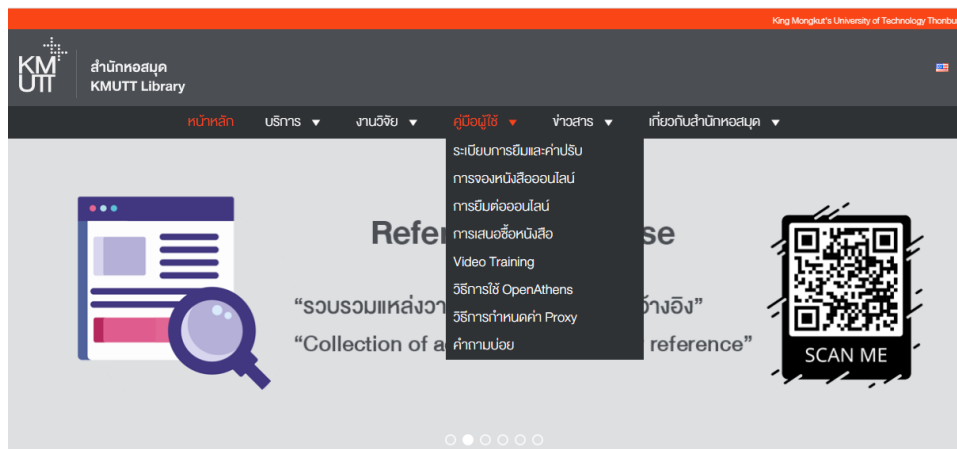 King Mongkut's University of Technology Thonbu
KM
UTT
สำนักหอสมุด
KMUTT Library
หน้าหลัก บริการ งานวิจัย คู่มือผู้ใช้ ข่าวสาร เกี่ยวกับสำนักหอสมุด
ระเบียบการยืมและค่าปรับ
การจองหนังสือออนไลน์
การยืมต่อออนไลน์
การเสนอซื้อหนังสือ
Video Training
วิธีการใช้ OpenAthens
วิธีการกำหนดค่า Proxy
คำถามบ่อย
Refe se
“รวบรวมแหล่งวา ้างอิง”
“Collection of a reference”
SCAN ME